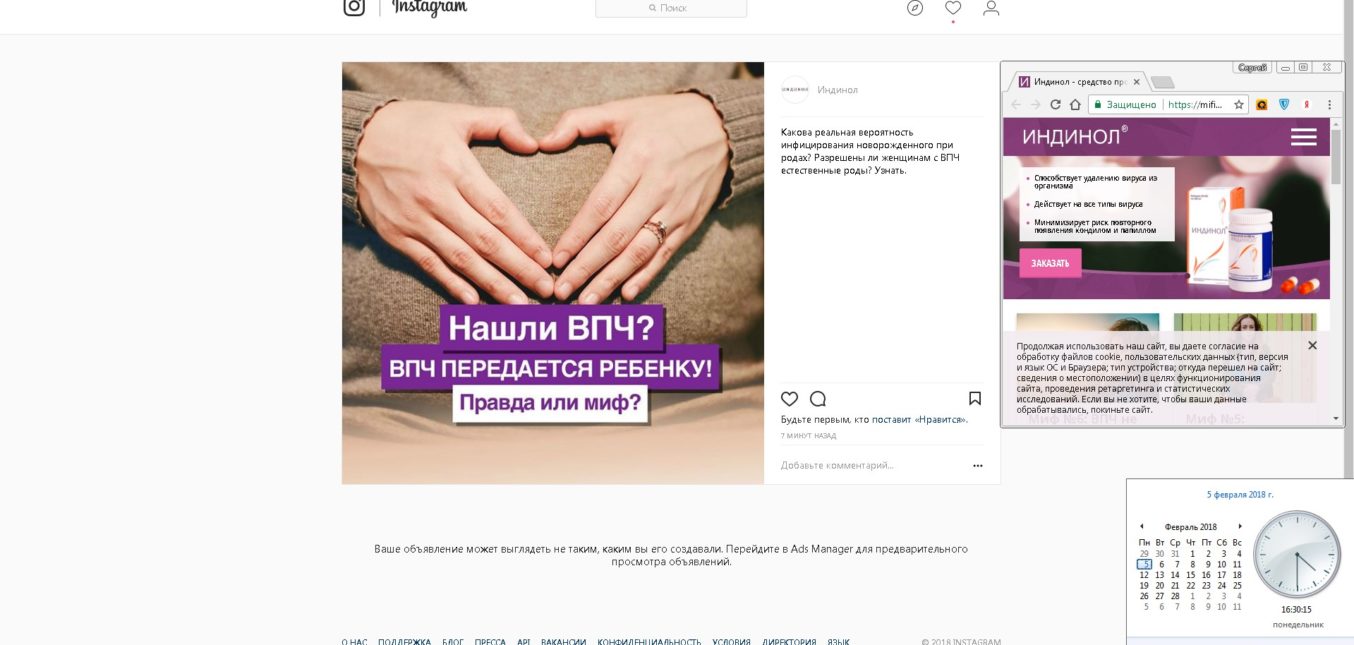 Instagram
Поиск
Нашли ВПЧ?
ВПЧ ПЕРЕДАЕТСЯ РЕБЕНКУ!
Правда или миф?
ИНДИНОЛ
Индинол
Какова реальная вероятность
инфицирования новорожденного при
родах? Разрешены ли женщинам с ВПЧ
естественные роды? Узнать.
Будьте первым, кто поставит «Нравится».
7 МИНУТ НАЗАД
Добавьте комментарий...
Ваше объявление может выглядеть не таким, каким вы его создавали. Перейдите в Ads Manager для предварительного
просмотра объявлений.
О НАС ПОДДЕРЖКА БЛОГ ПРЕССА API ВАКАНСИИ КОНФИДЕНЦИАЛЬНОСТЬ УСЛОВИЯ ДИРЕКТОРИЯ ЯЗЫК
© 2018 INSTAGRAM
Сергей
Индинол - средство прс
Защищено https://mifi...
ИНДИНОЛ®
Способствует удалению вируса из
организма
Действует на все типы вируса
Минимизирует риск повторного
появления кондилом и папиллом
ЗАКАЗАТЬ
ИНДИНОЛ
Продолжая использовать наш сайт, вы даете согласие на
обработку файлов cookie, пользовательских данных (тип, версия
и язык ОС и Браузера; тип устройства; откуда перешел на сайт;
сведения о местоположении) в целях функционирования
сайта, проведения ретаргетинга и статистических
исследований. Если вы не хотите, чтобы ваши данные
обрабатывались, покиньте сайт.
Миф №6: ВПЧ не
Миф №5:
5 февраля 2018 г.
Февраль 2018
Пн Вт Ср Чт Пт Сб Вс
29 30 31 1 2 3 4
5 6 7 8 9 10 11
12 13 14 15 16 17 18
19 20 21 22 23 24 25
26 27 28 1 2 3 4
5 6 7 8 9 10 11
16:30:15
понедельник